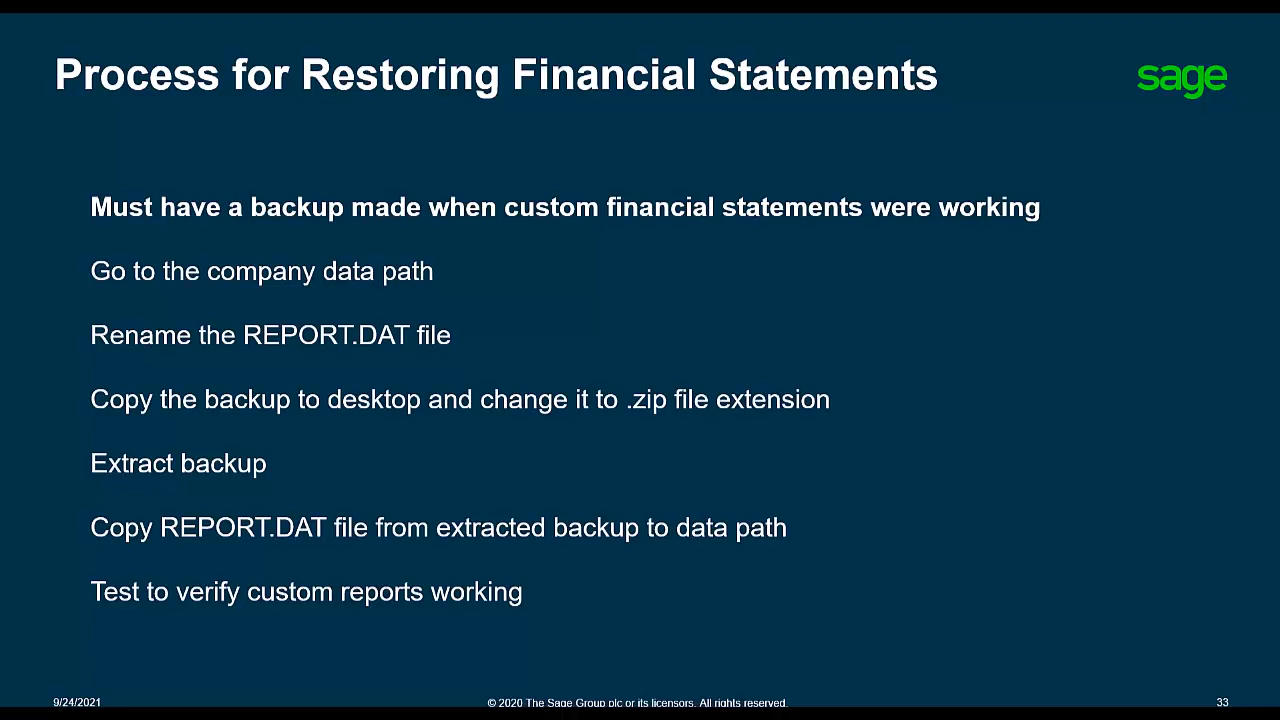 Process for Restoring Financial Statements
sage
Must have a backup made when custom financial statements were working
Go to the company data path
Rename the REPORT.DAT file
Copy the backup to desktop and change it to .zip file extension
Extract backup
Copy REPORT.DAT file from extracted backup to data path
Test to verify custom reports working
9/24/2021
© 2020 The Sage Group plc or its licensors. All rights reserved.
33